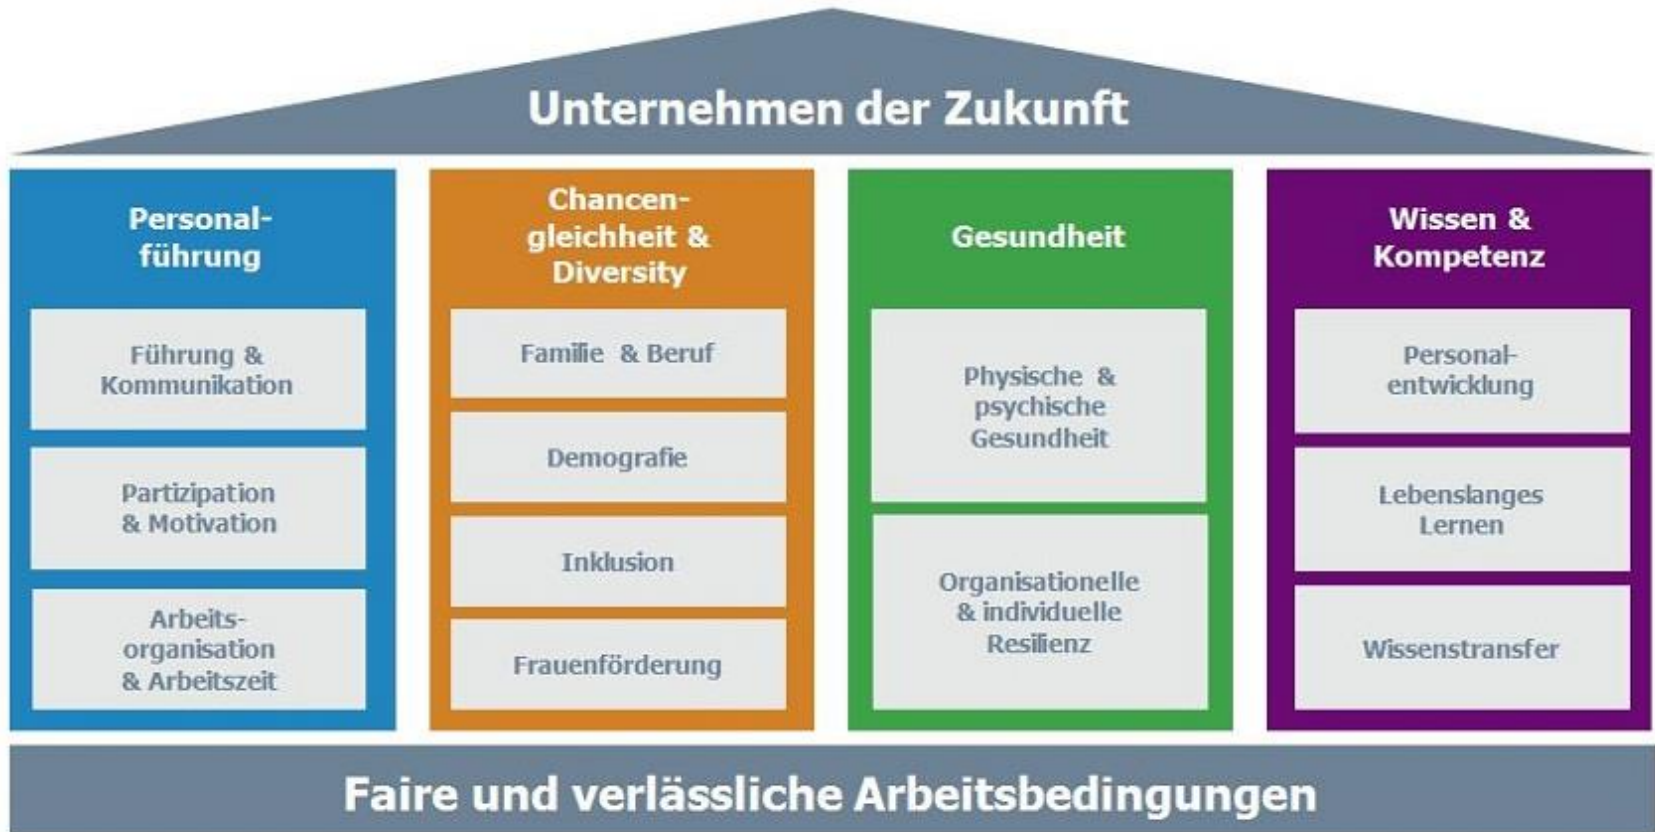 Unternehmen der Zukunft
Personal-
führung
Führung &
Kommunikation
Partizipation
& Motivation
Arbeits-
organisation
& Arbeitszeit
Chancen-
gleichheit &
Diversity
Familie & Beruf
Demografie
Inklusion
Frauenförderung
Gesundheit
Physische &
psychische
Gesundheit
Organisationelle
& individuelle
Resilienz
Wissen &
Kompetenz
Personal-
entwicklung
Lebenslanges
Lernen
Wissenstransfer
Faire und verlässliche Arbeitsbedingungen